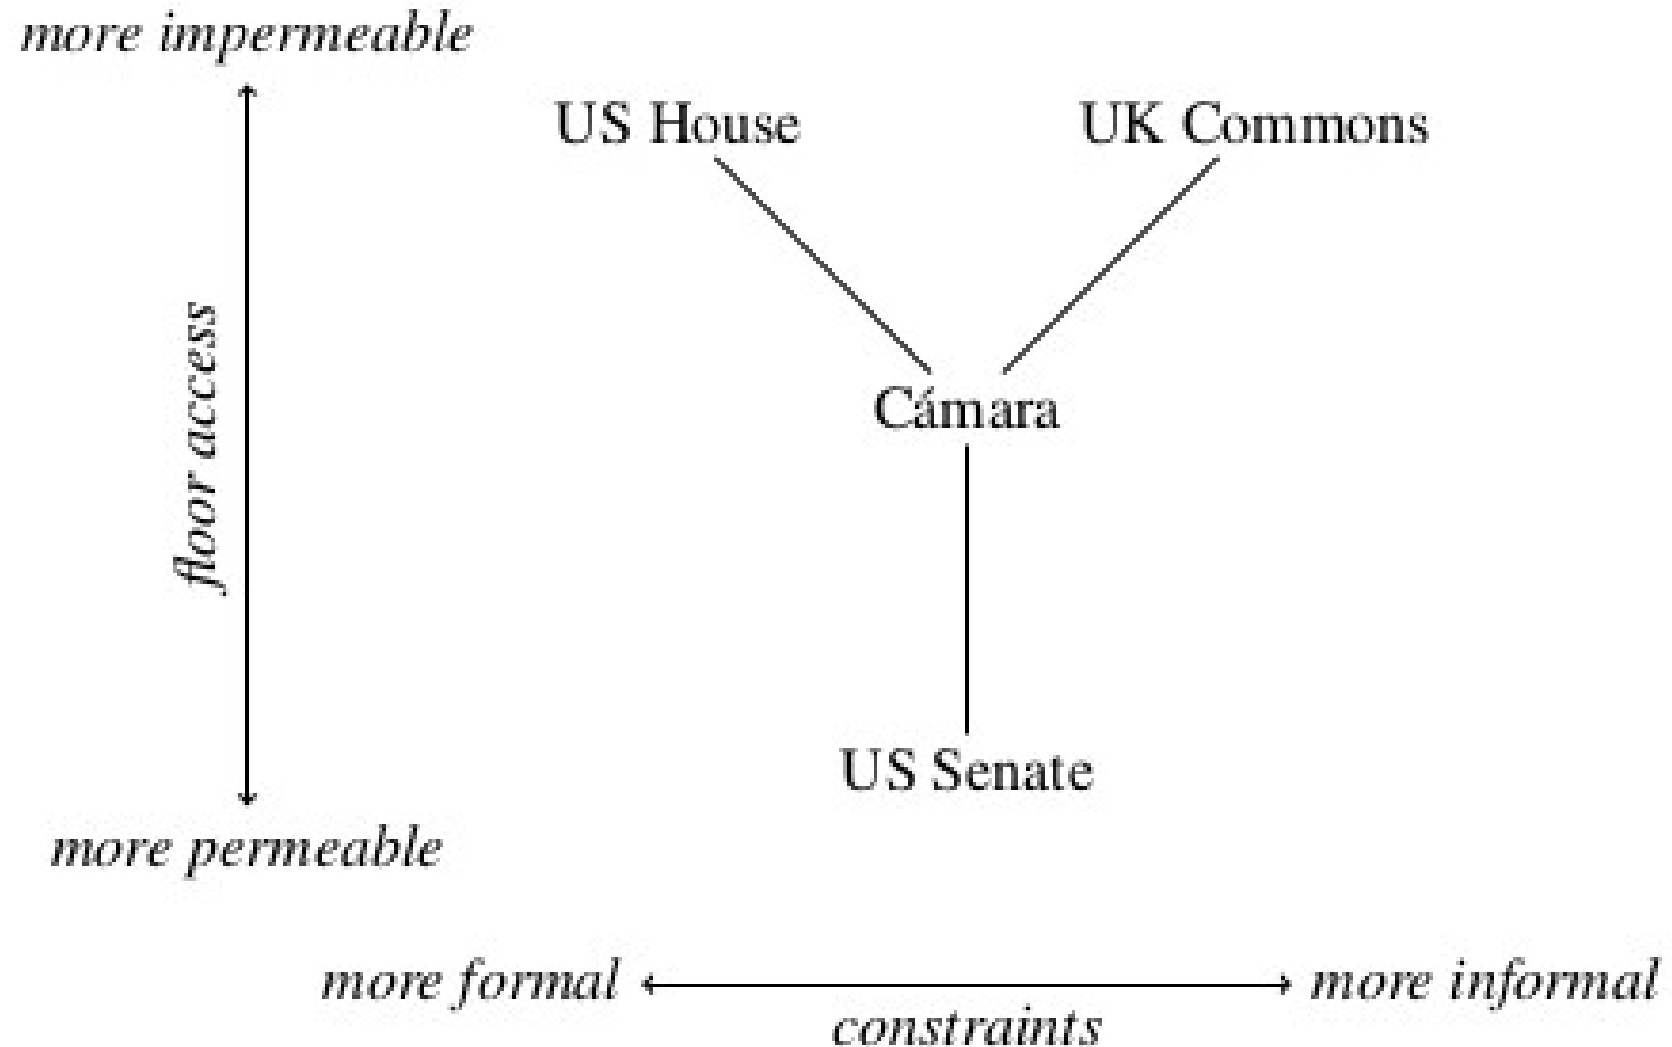 more impermeable
US House
UK Commons
floor access
Cámara
US Senate
more permeable
more formal
more informal
constraints